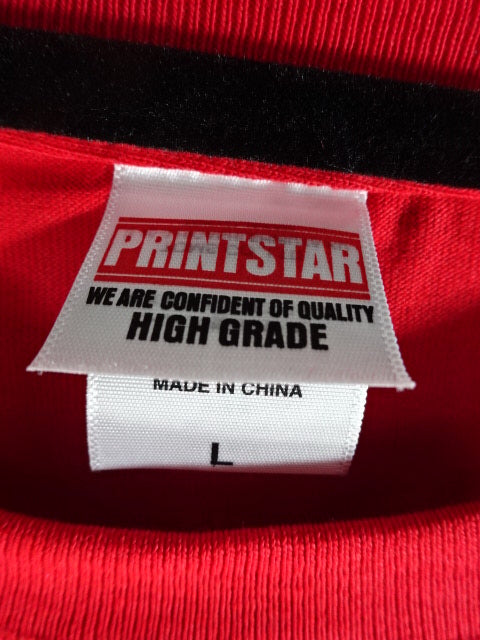 PRINTSTAR
WE ARE CONFIDENT OF QUALITY
HIGH GRADE
MADE IN CHINA
L